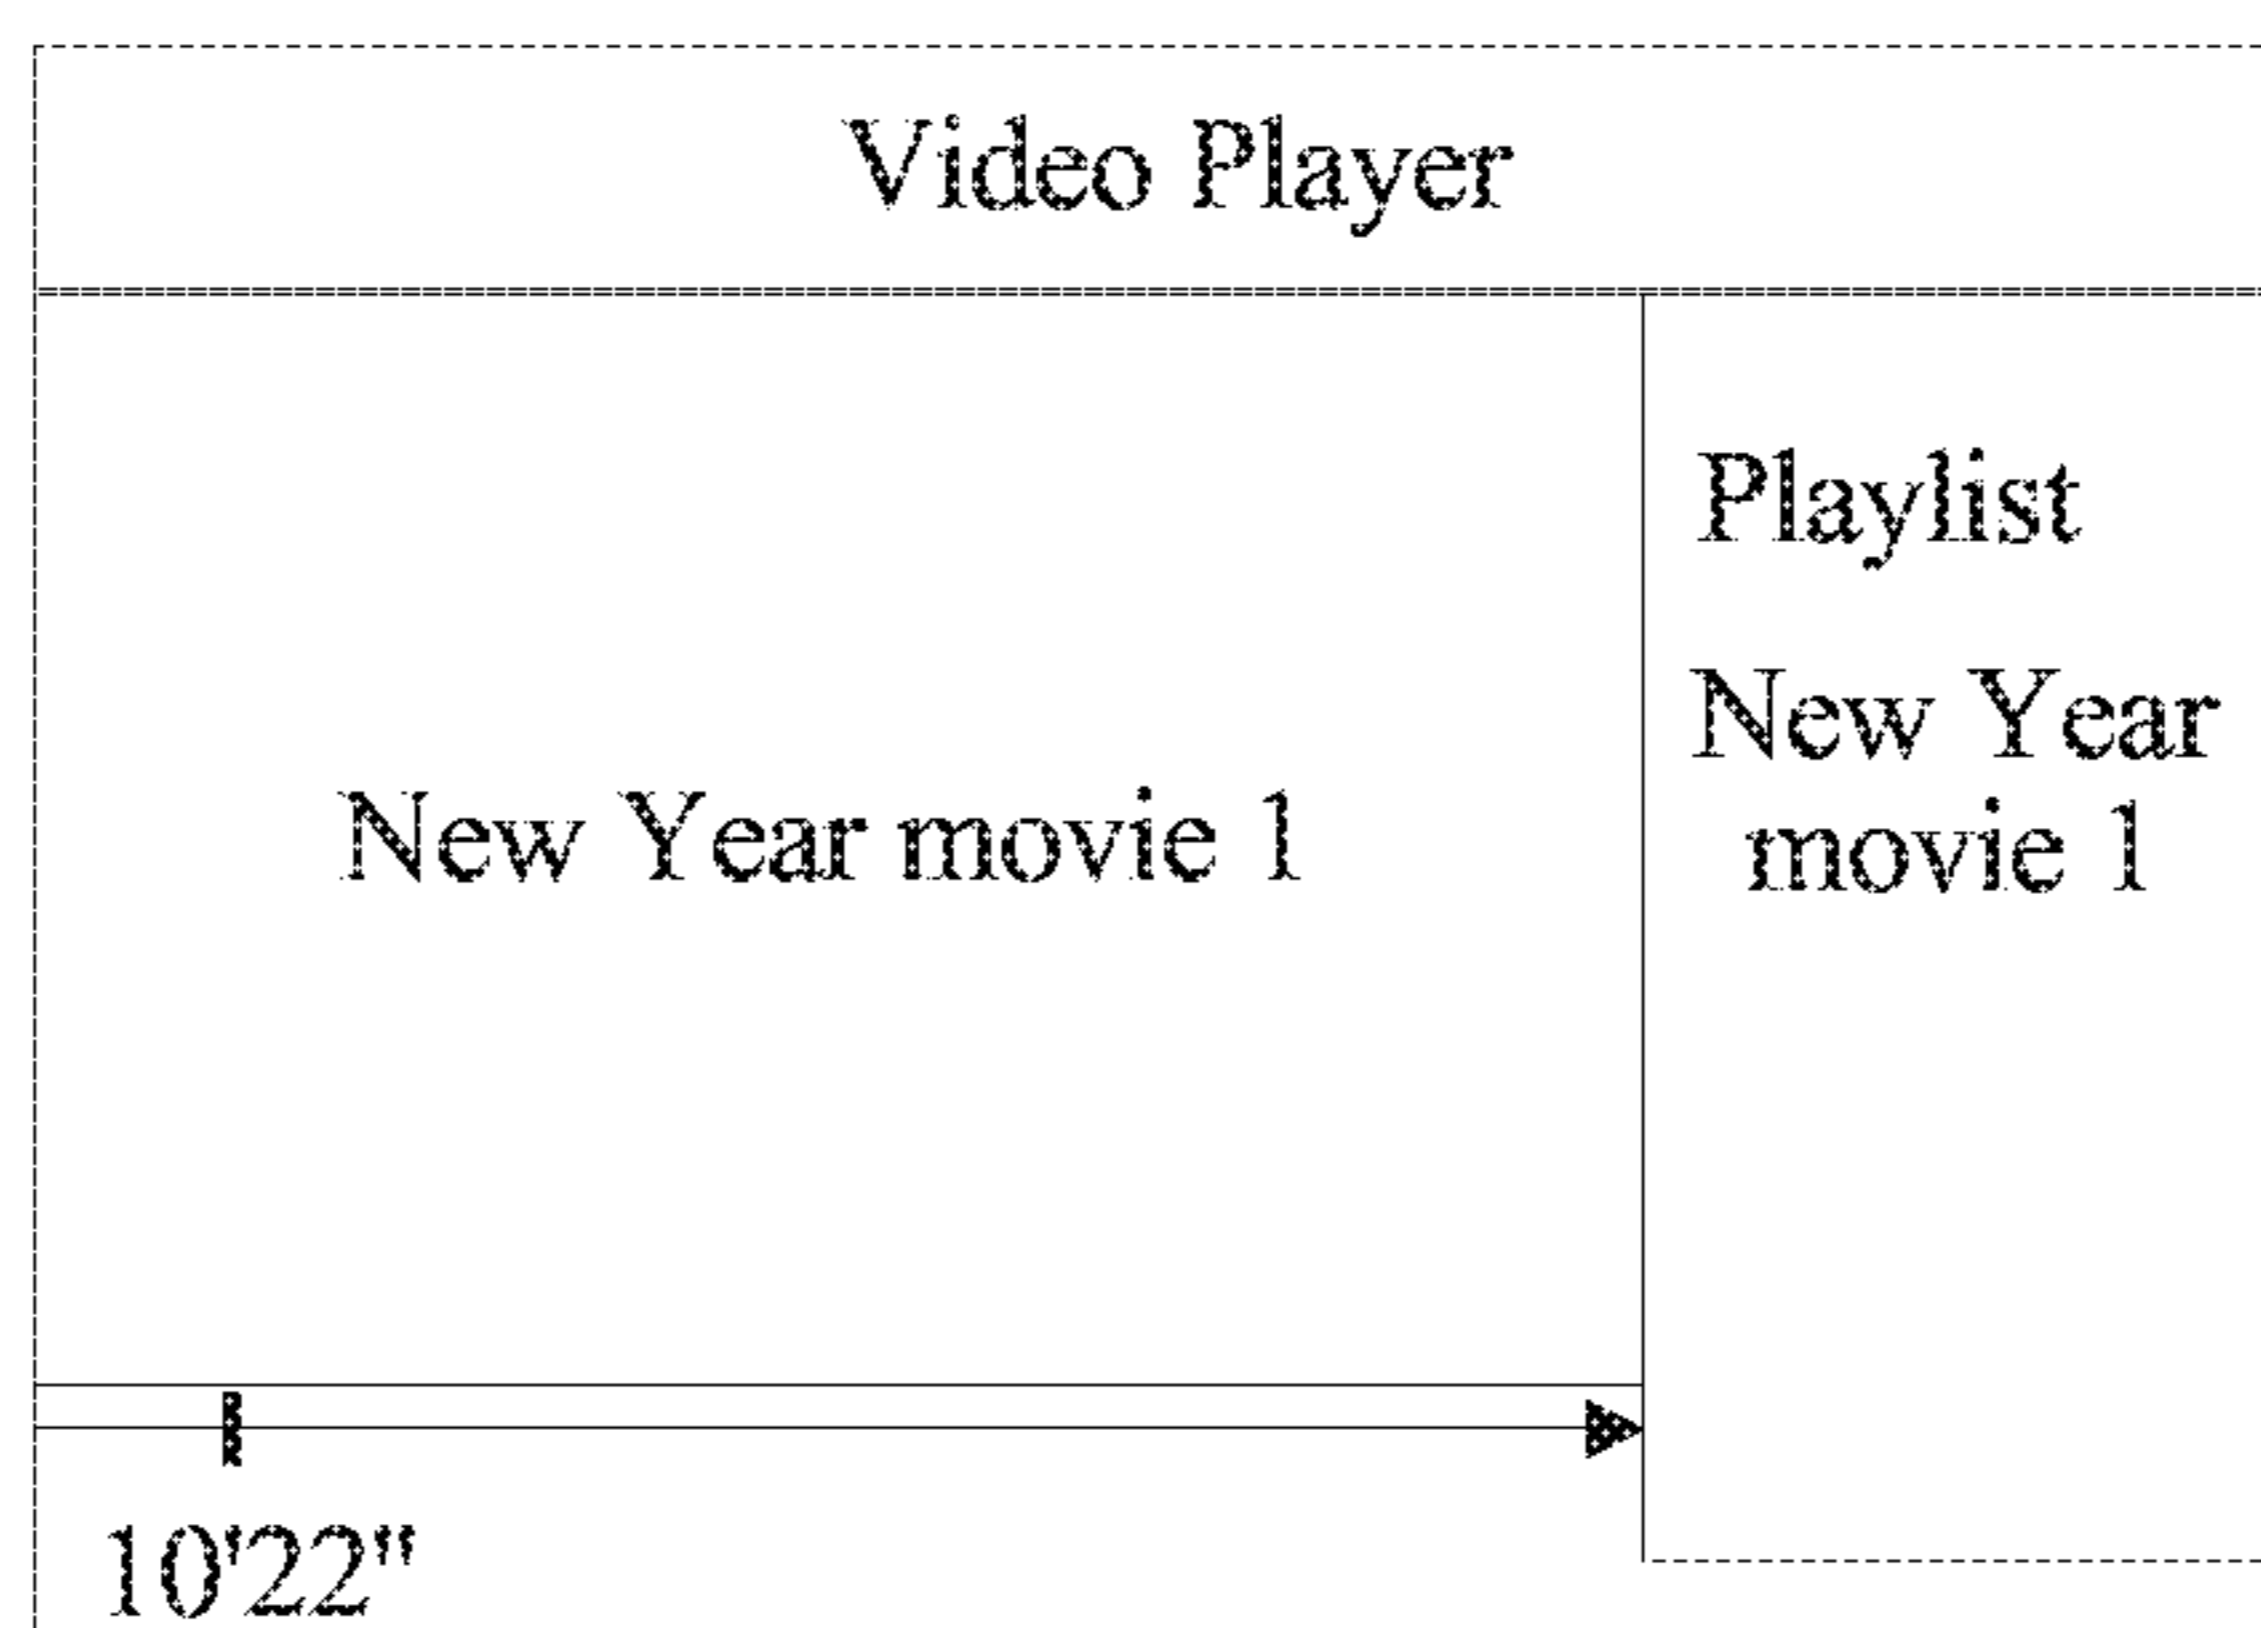 Video Player
New Year movie 1
Playlist
New Year
movie 1
10'22"